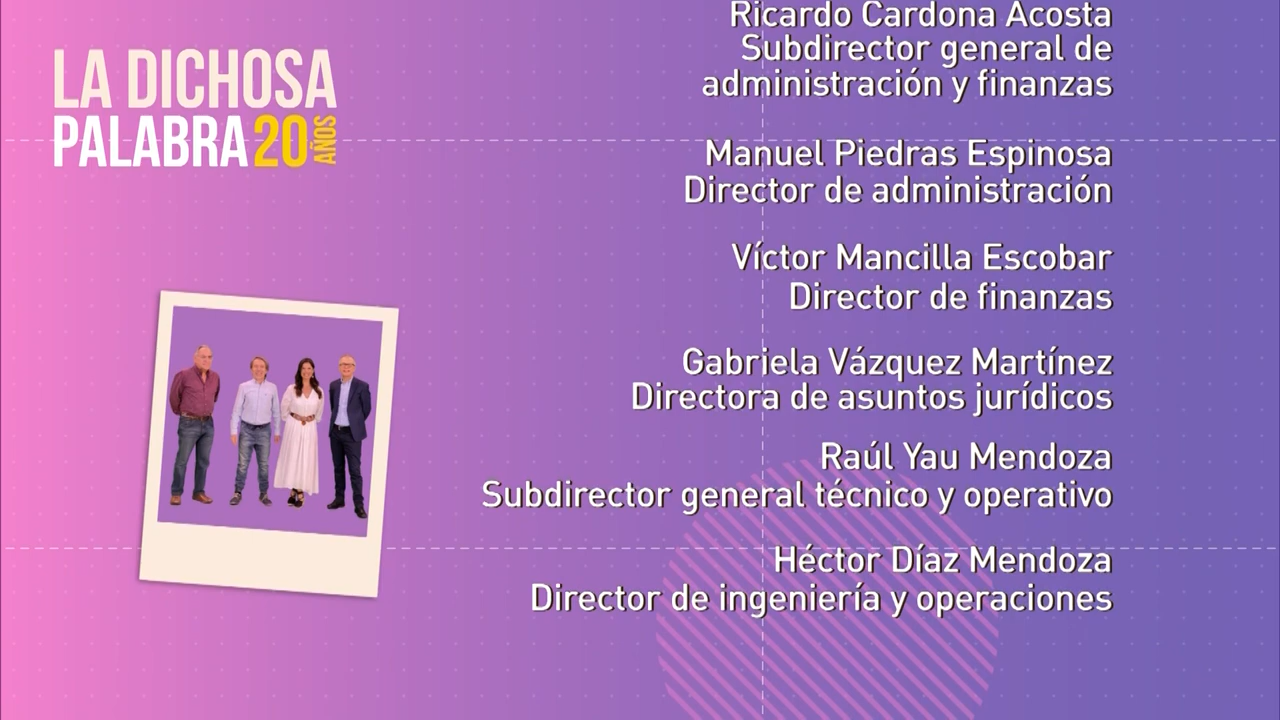 LA DICHOSA
PALABRA 20 AÑOS
Ricardo Cardona Acosta
Subdirector general de
administración y finanzas
Manuel Piedras Espinosa
Director de administración
Víctor Mancilla Escobar
Director de finanzas
Gabriela Vázquez Martínez
Directora de asuntos jurídicos
Raúl Yau Mendoza
Subdirector general técnico y operativo
Héctor Díaz Mendoza
Director de ingeniería y operaciones